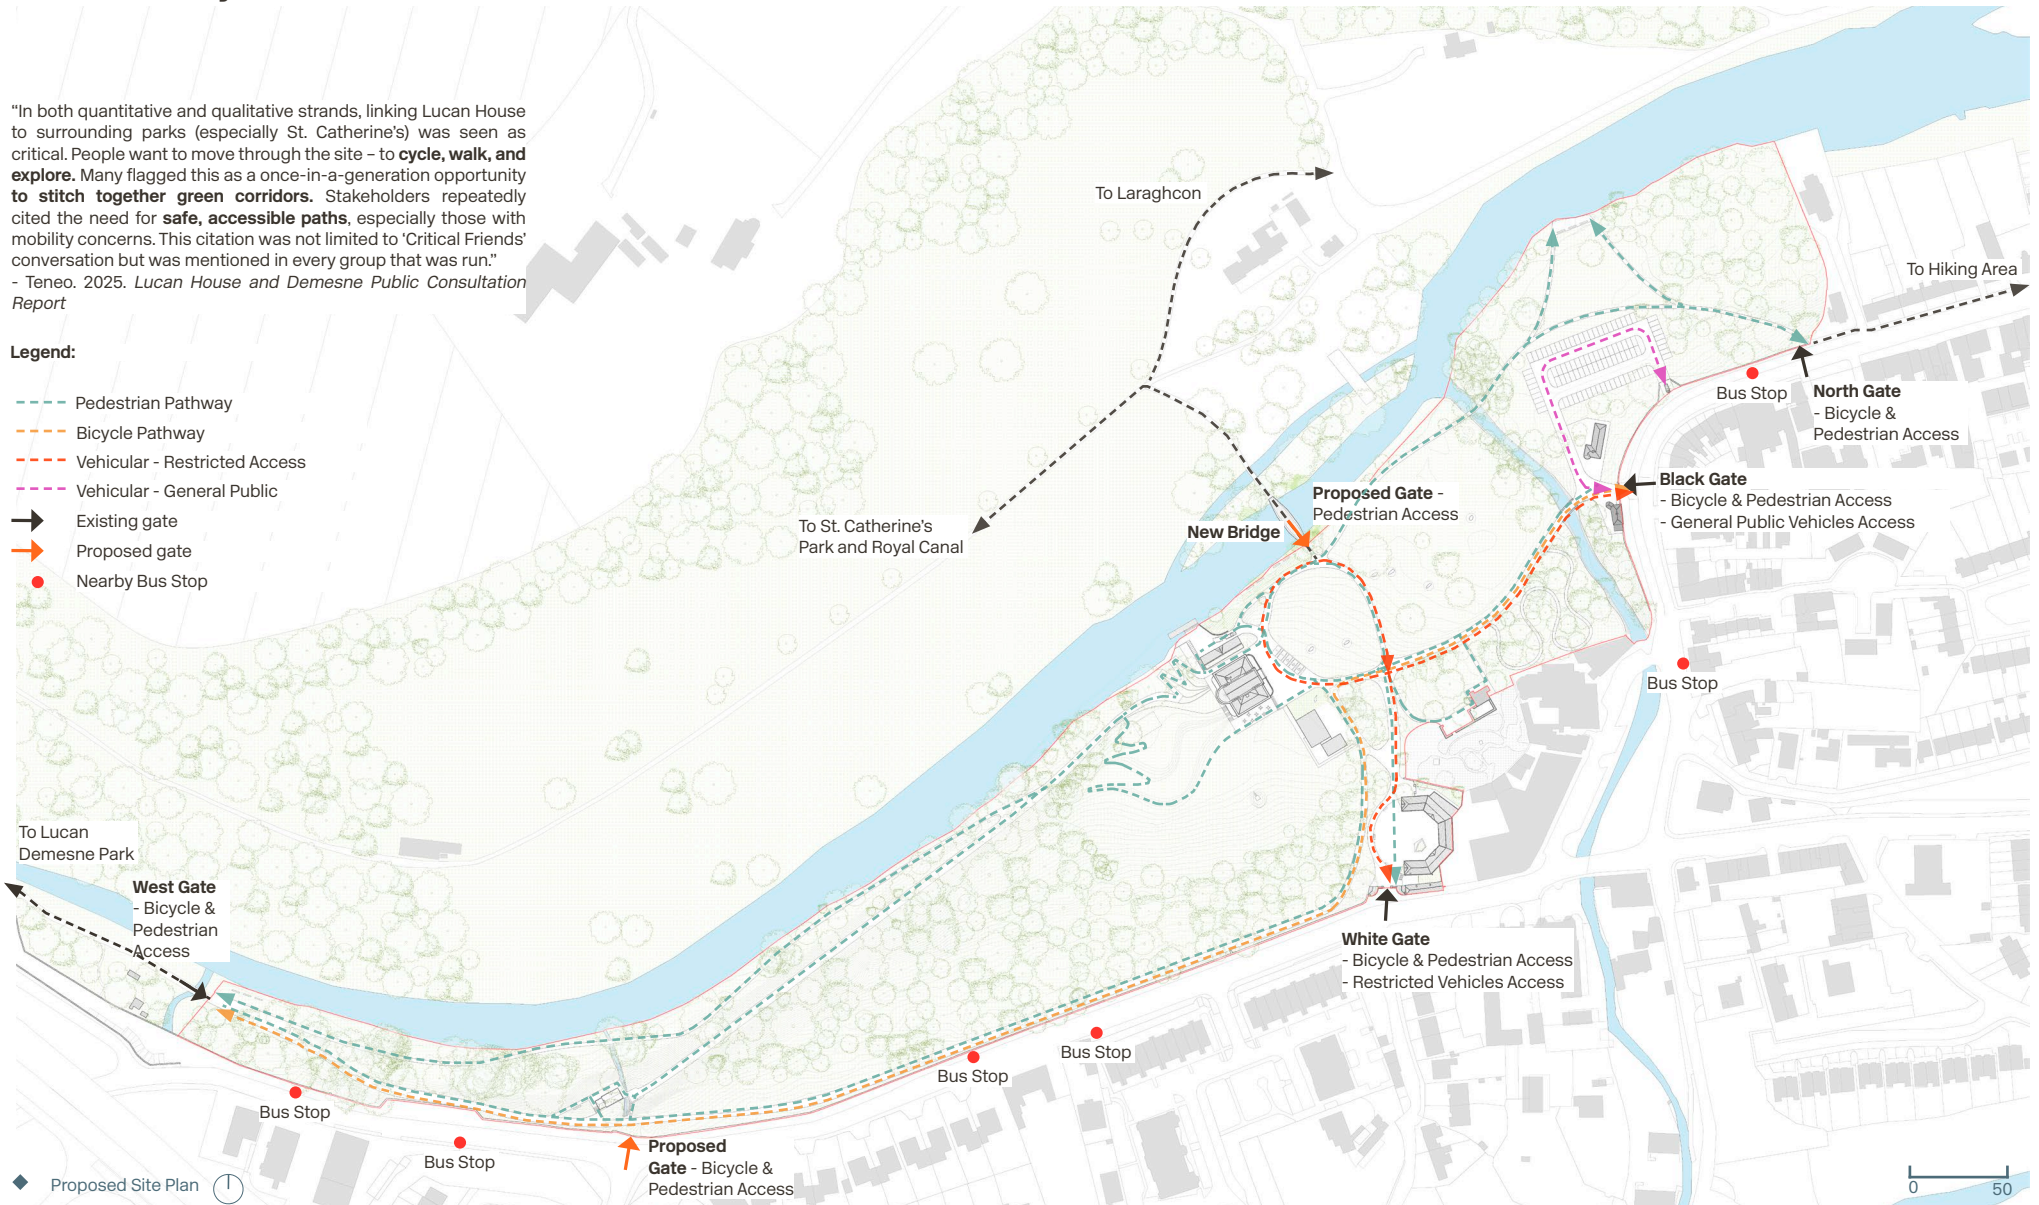 “In both quantitative and qualitative strands, linking Lucan House
to surrounding parks (especially St. Catherine’s) was seen as
critical. People want to move through the site – to cycle, walk, and
explore. Many flagged this as a once-in-a-generation opportunity
to stitch together green corridors. Stakeholders repeatedly
cited the need for safe, accessible paths, especially those with
mobility concerns. This citation was not limited to ‘Critical Friends’
conversation but was mentioned in every group that was run.”
- Teneo. 2025. Lucan House and Demesne Public Consultation
Report
Legend:
Pedestrian Pathway
Bicycle Pathway
Vehicular - Restricted Access
Vehicular - General Public
Existing gate
Proposed gate
Nearby Bus Stop
To Laraghcon
To Hiking Area
Bus Stop
North Gate
- Bicycle &
Pedestrian Access
Black Gate
- Bicycle & Pedestrian Access
- General Public Vehicles Access
Proposed Gate -
Pedestrian Access
New Bridge
To St. Catherine’s
Park and Royal Canal
Bus Stop
To Lucan
Demesne Park
West Gate
- Bicycle &
Pedestrian
Access
White Gate
- Bicycle & Pedestrian Access
- Restricted Vehicles Access
Bus Stop
Bus Stop
Bus Stop
Bus Stop
Proposed
Gate - Bicycle &
Pedestrian Access
Proposed Site Plan
0 50